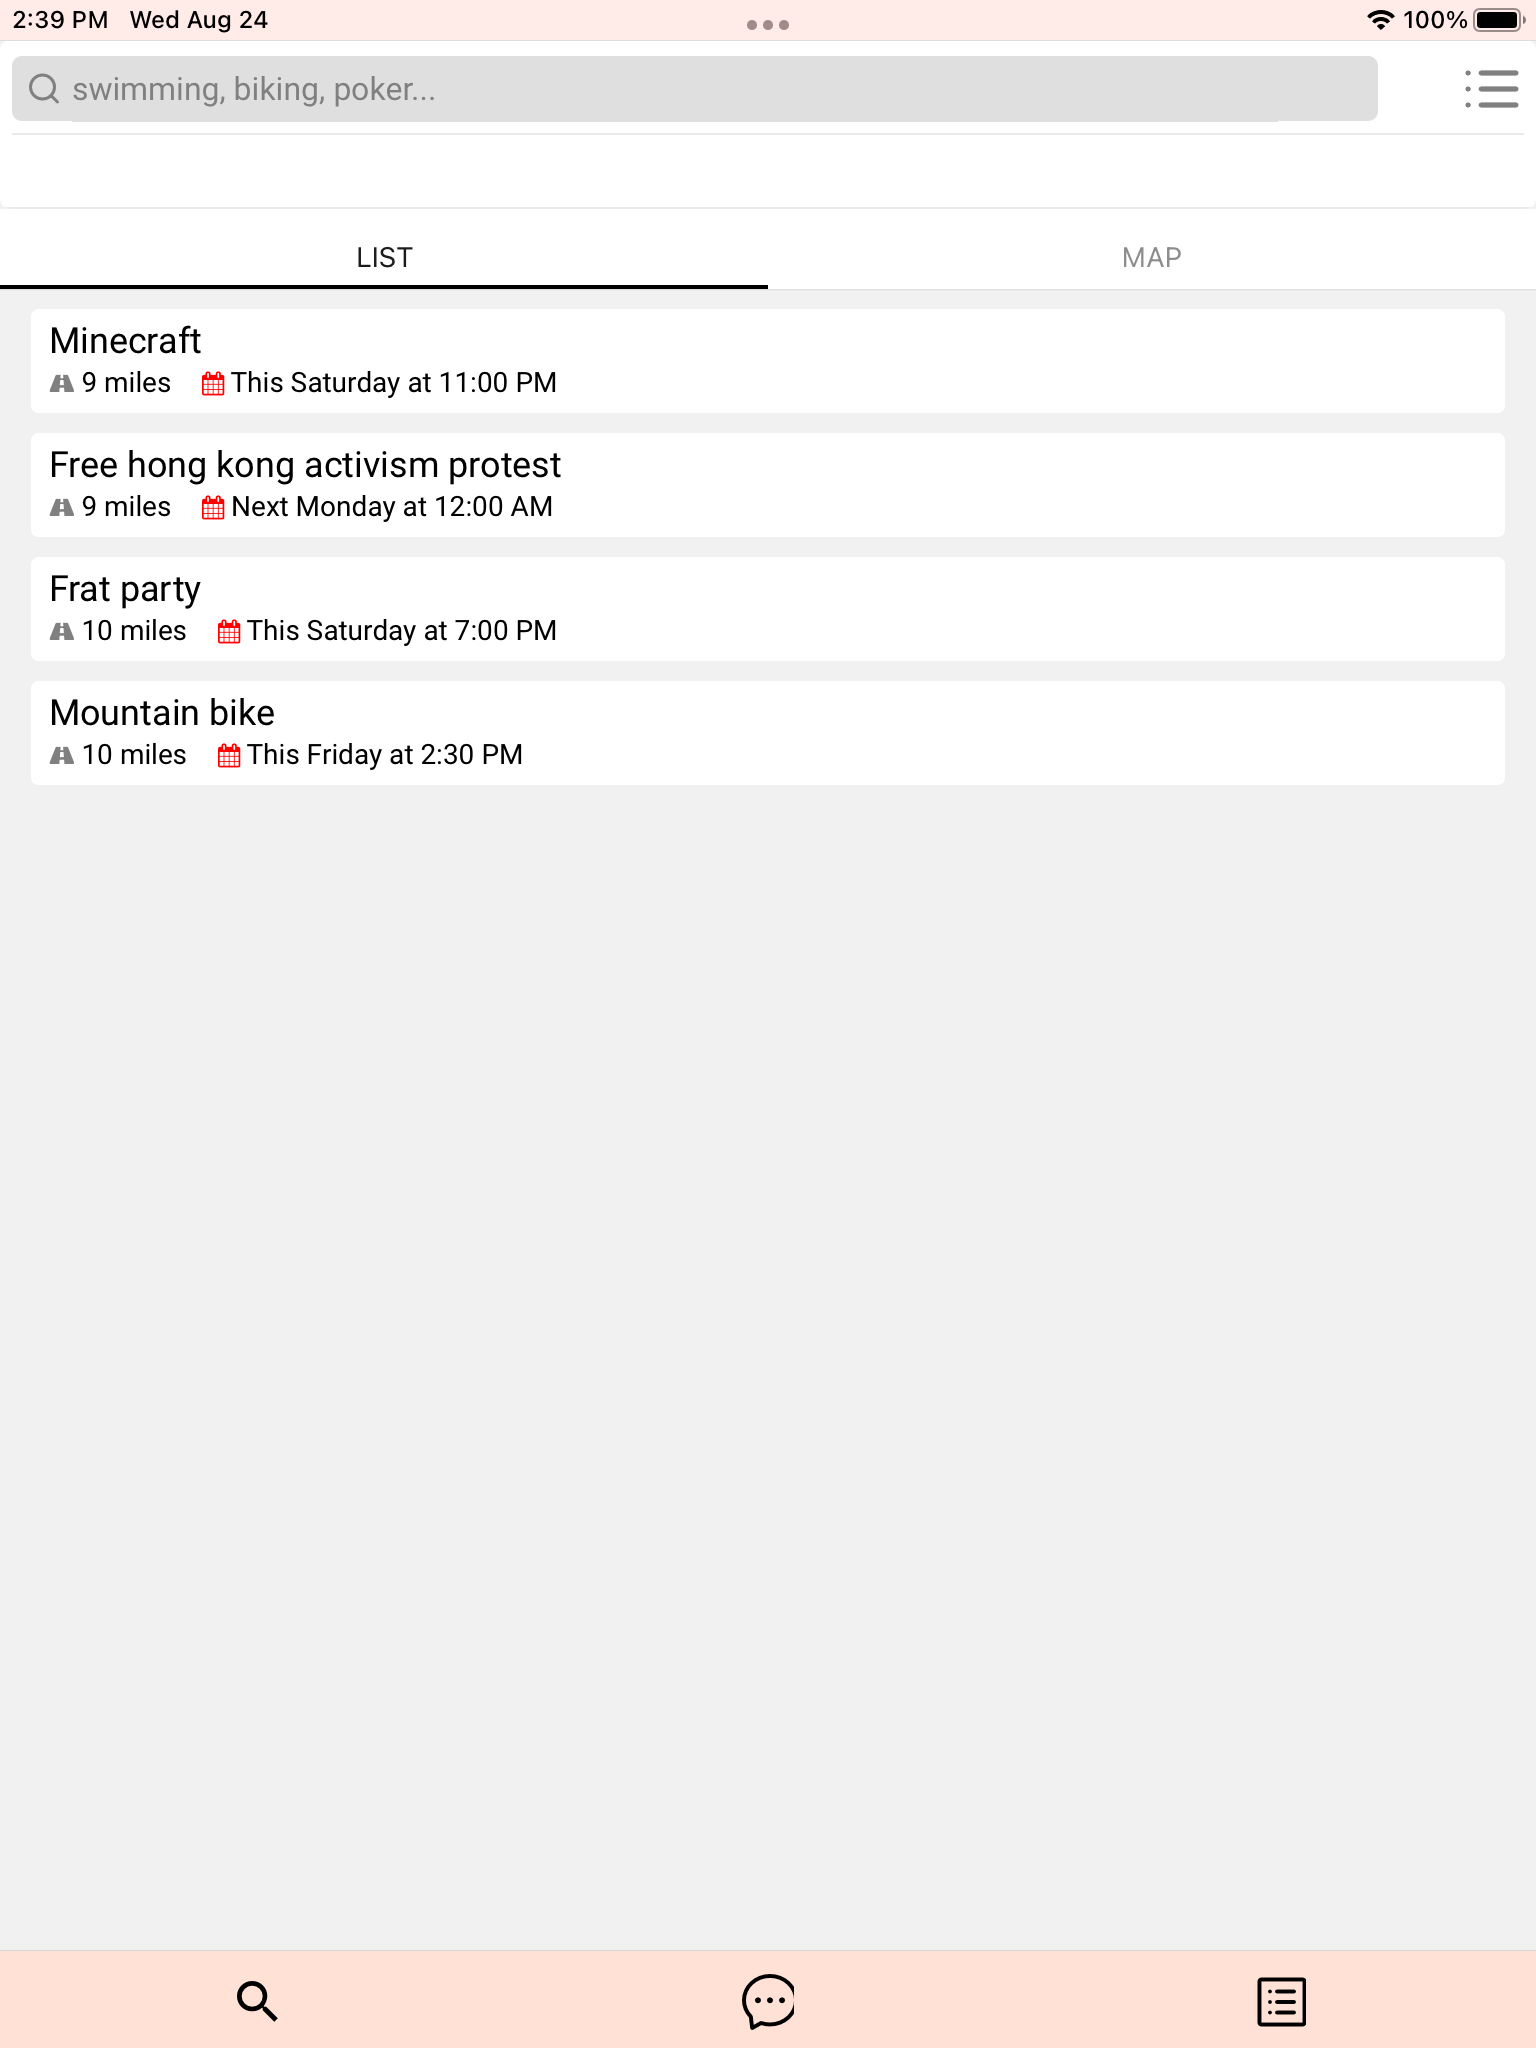 2:39 PM Wed Aug 24 100%
swimming, biking, poker...
LIST MAP
Minecraft
9 miles This Saturday at 11:00 PM
Free hong kong activism protest
9 miles Next Monday at 12:00 AM
Frat party
10 miles This Saturday at 7:00 PM
Mountain bike
10 miles This Friday at 2:30 PM